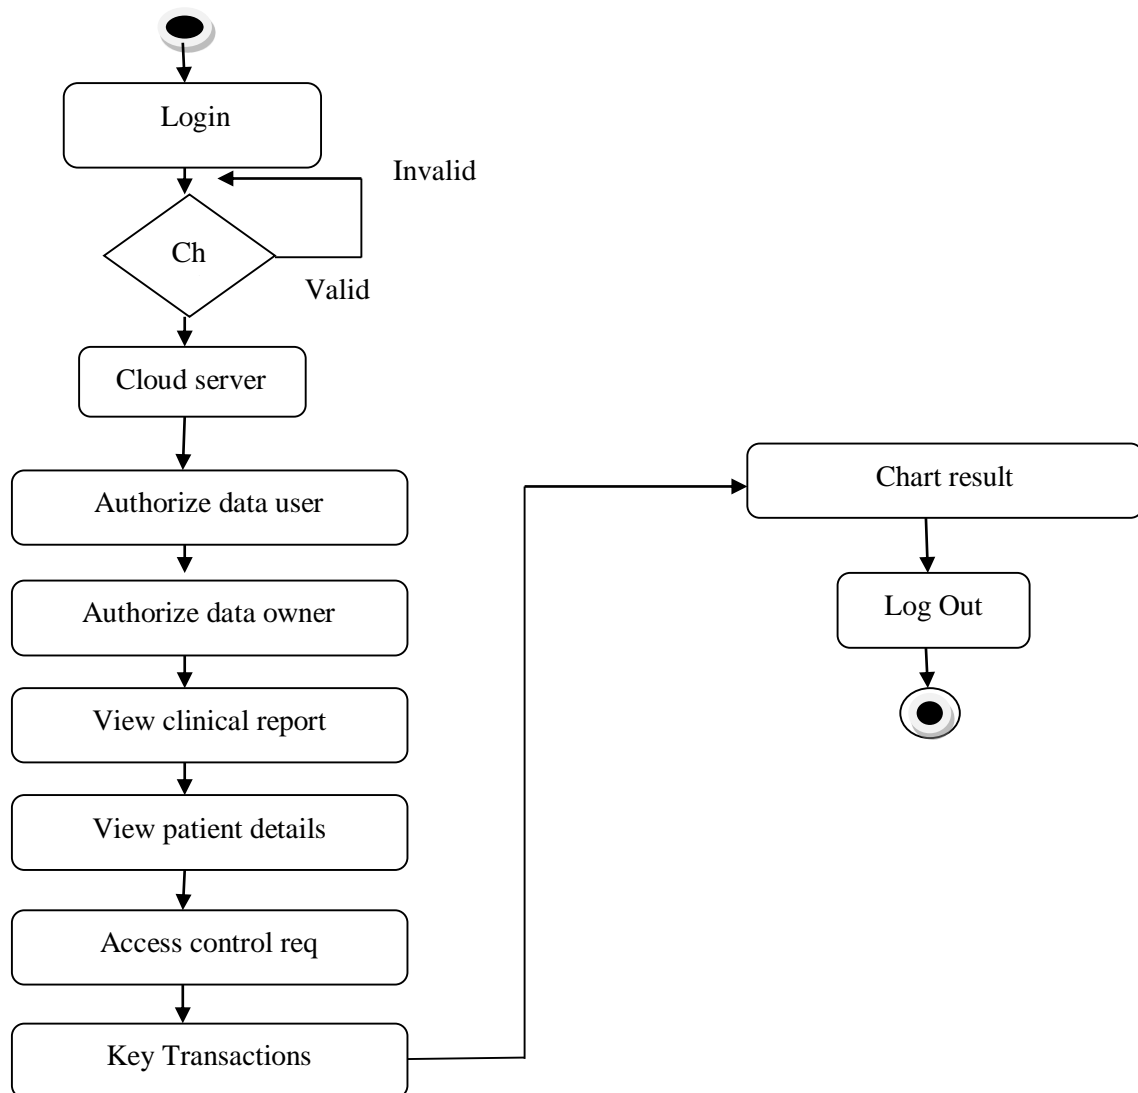 Login
Invalid
Ch
Valid
Cloud server
Authorize data user
Authorize data owner
View clinical report
View patient details
Access control req
Key Transactions
Chart result
Log Out